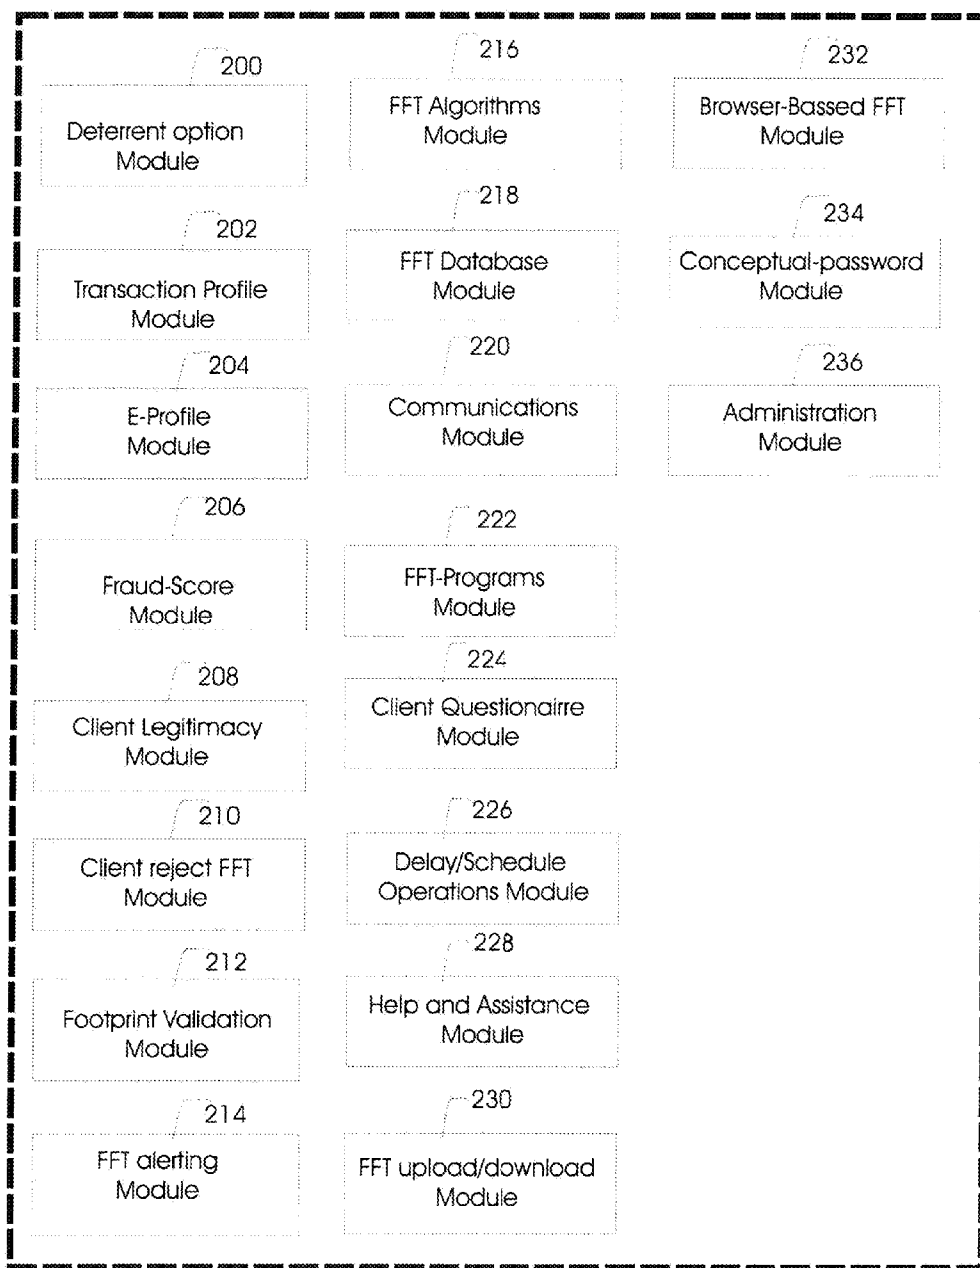 200
Deterrent option
Module
202
Transaction Profile
Module
204
E-Profile
Module
206
Fraud-Score
Module
208
Client Legitimacy
Module
210
Client reject FFT
Module
212
Footprint Validation
Module
214
FFT alerting
Module
216
FFT Algorithms
Module
218
FFT Database
Module
220
Communications
Module
222
FFT-Programs
Module
224
Client Questionairre
Module
226
Delay/Schedule
Operations Module
228
Help and Assistance
Module
230
FFT upload/download
Module
232
Browser-Bassed FFT
Module
234
Conceptual-password
Module
236
Administration
Module